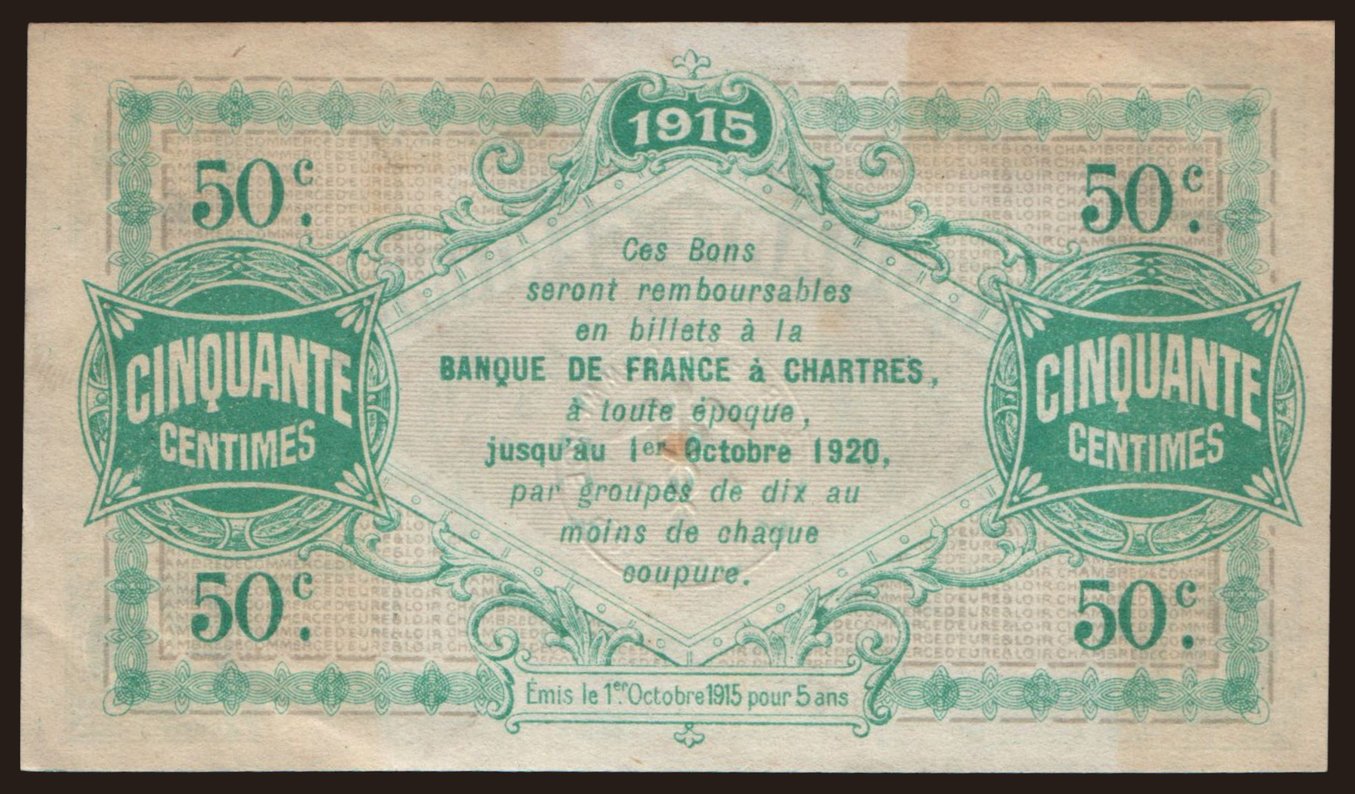 1915
50c.
50c.
Ces Bons
seront remboursables
en billets à la
BANQUE DE FRANCE à CHARTRES,
à toute époque,
jusqu'au 1er Octobre 1920,
par groupes de dix au
moins de chaque
coupure.
CINQUANTE
CENTIMES
CINQUANTE
CENTIMES
50c.
50c.
Émis le 1er Octobre 1915 pour 5 ans